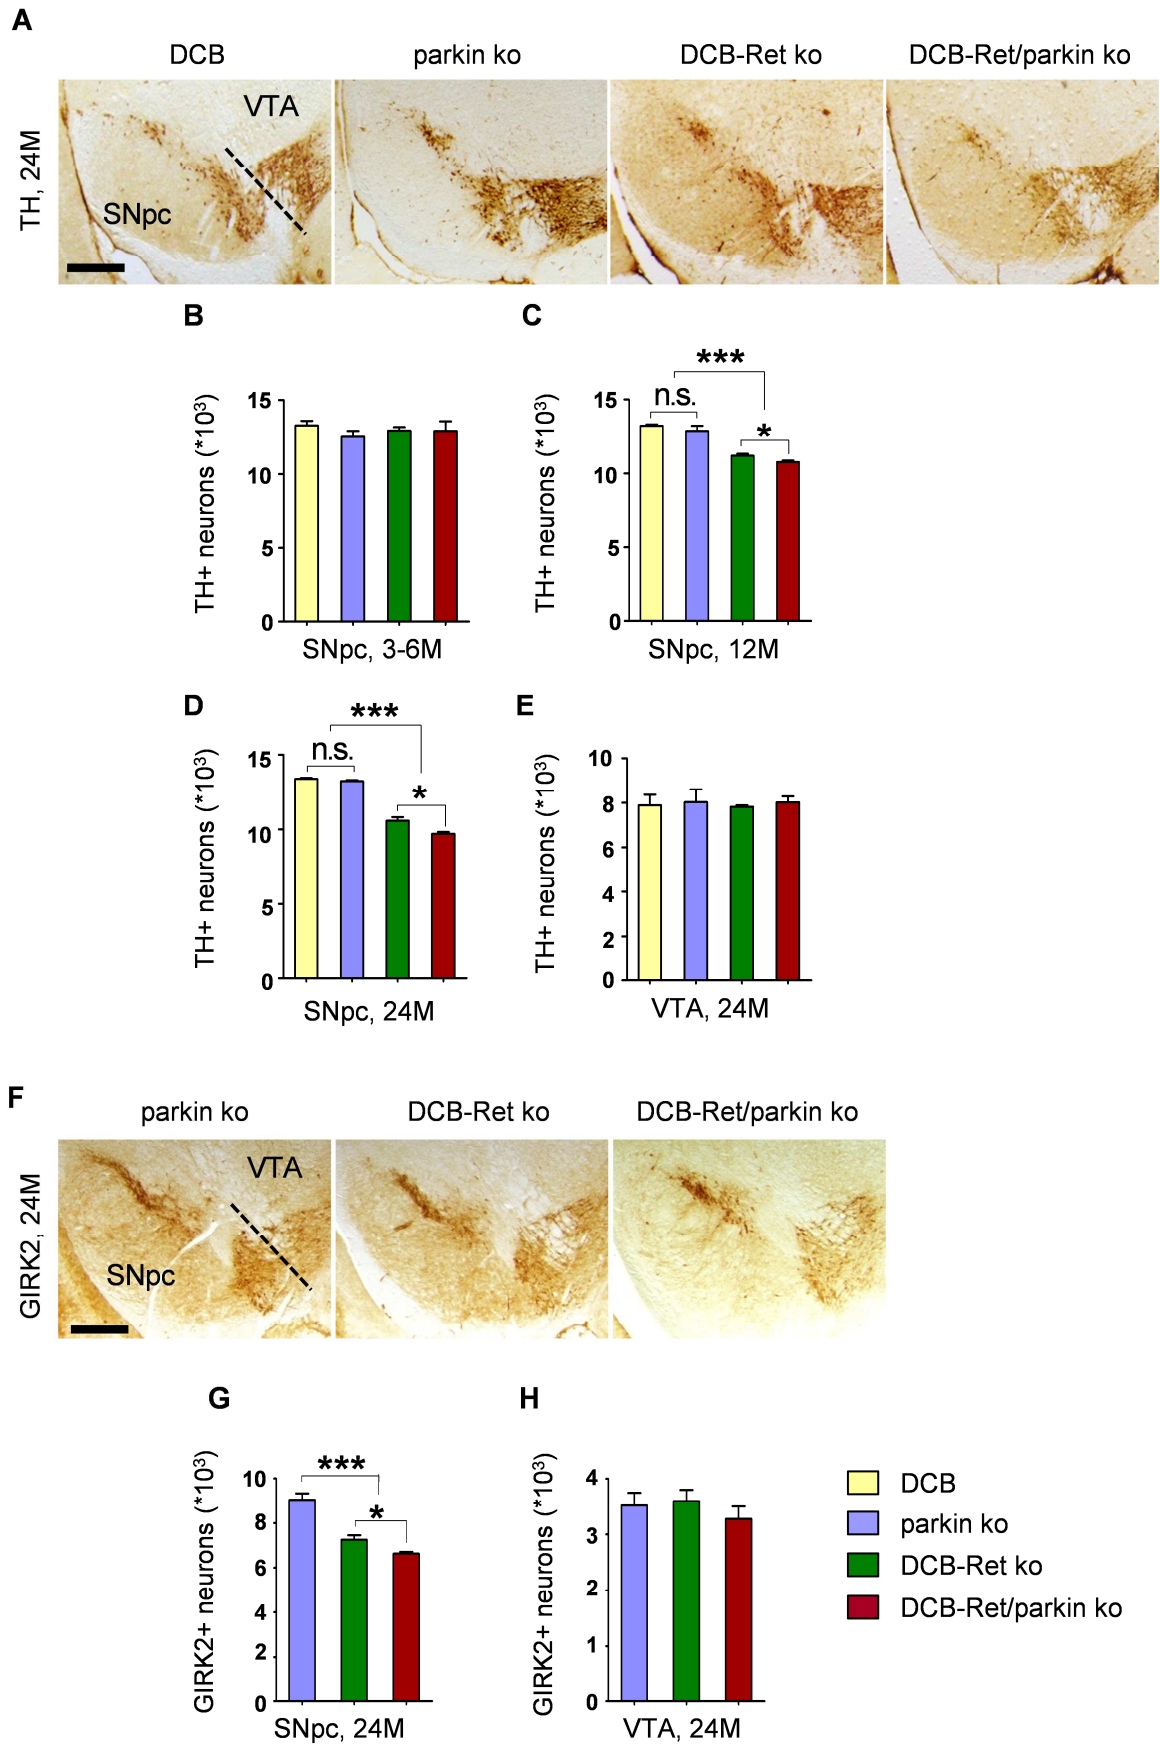 A
DCB
parkin ko
DCB-Ret ko
DCB-Ret/parkin ko
TH, 24M
VTA
SNpc
B
TH+ neurons (*10³)
15
10
5
0
SNpc, 3-6M
C
TH+ neurons (*10³)
15
10
5
0
n.s.
***
*
SNpc, 12M
D
TH+ neurons (*10³)
15
10
5
0
n.s.
***
*
SNpc, 24M
E
TH+ neurons (*10³)
10
8
6
4
2
0
VTA, 24M
F
parkin ko
DCB-Ret ko
DCB-Ret/parkin ko
GIRK2, 24M
VTA
SNpc
G
GIRK2+ neurons (*10³)
10
8
6
4
2
0
***
*
SNpc, 24M
H
GIRK2+ neurons (*10³)
4
3
2
1
0
VTA, 24M
DCB
parkin ko
DCB-Ret ko
DCB-Ret/parkin ko